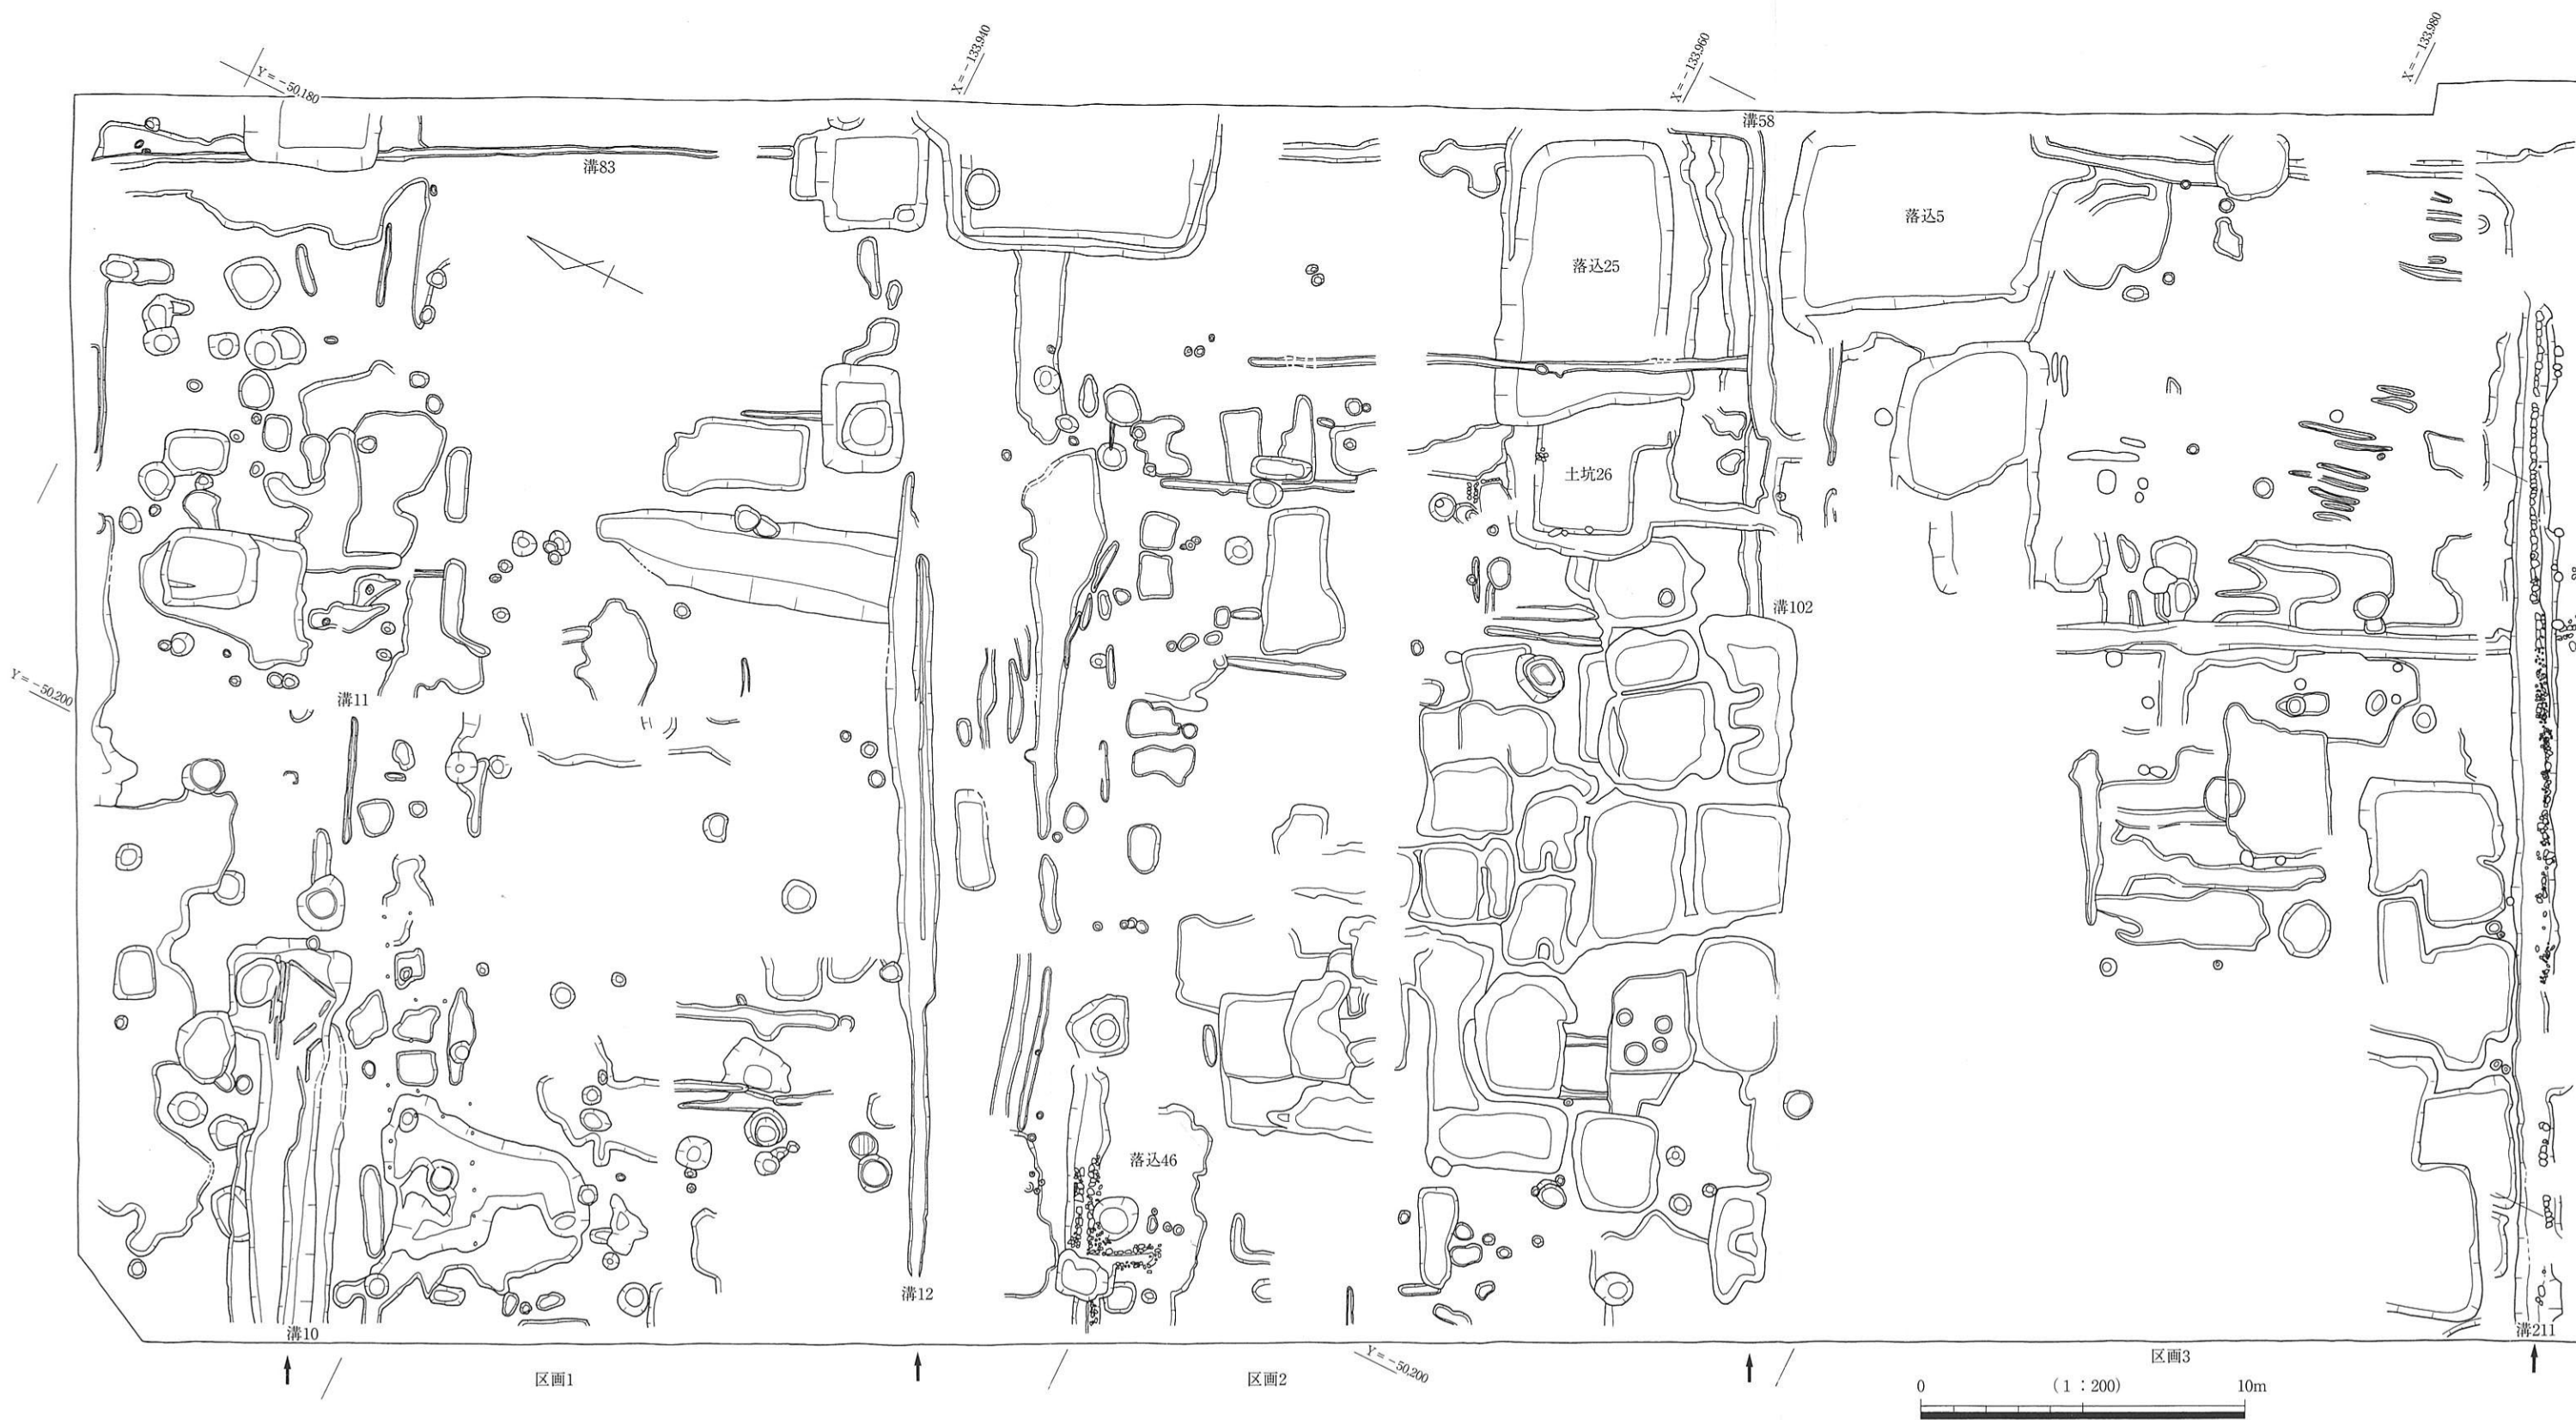 Y=-50,180
X=-133,940
X=-133,960
X=-133,980
溝58
溝83
落込5
落込25
土坑26
溝102
Y=-50,200
溝11
落込46
溝12
溝10
溝211
区画1
区画2
Y=-50,200
区画3
0 (1:200) 10m